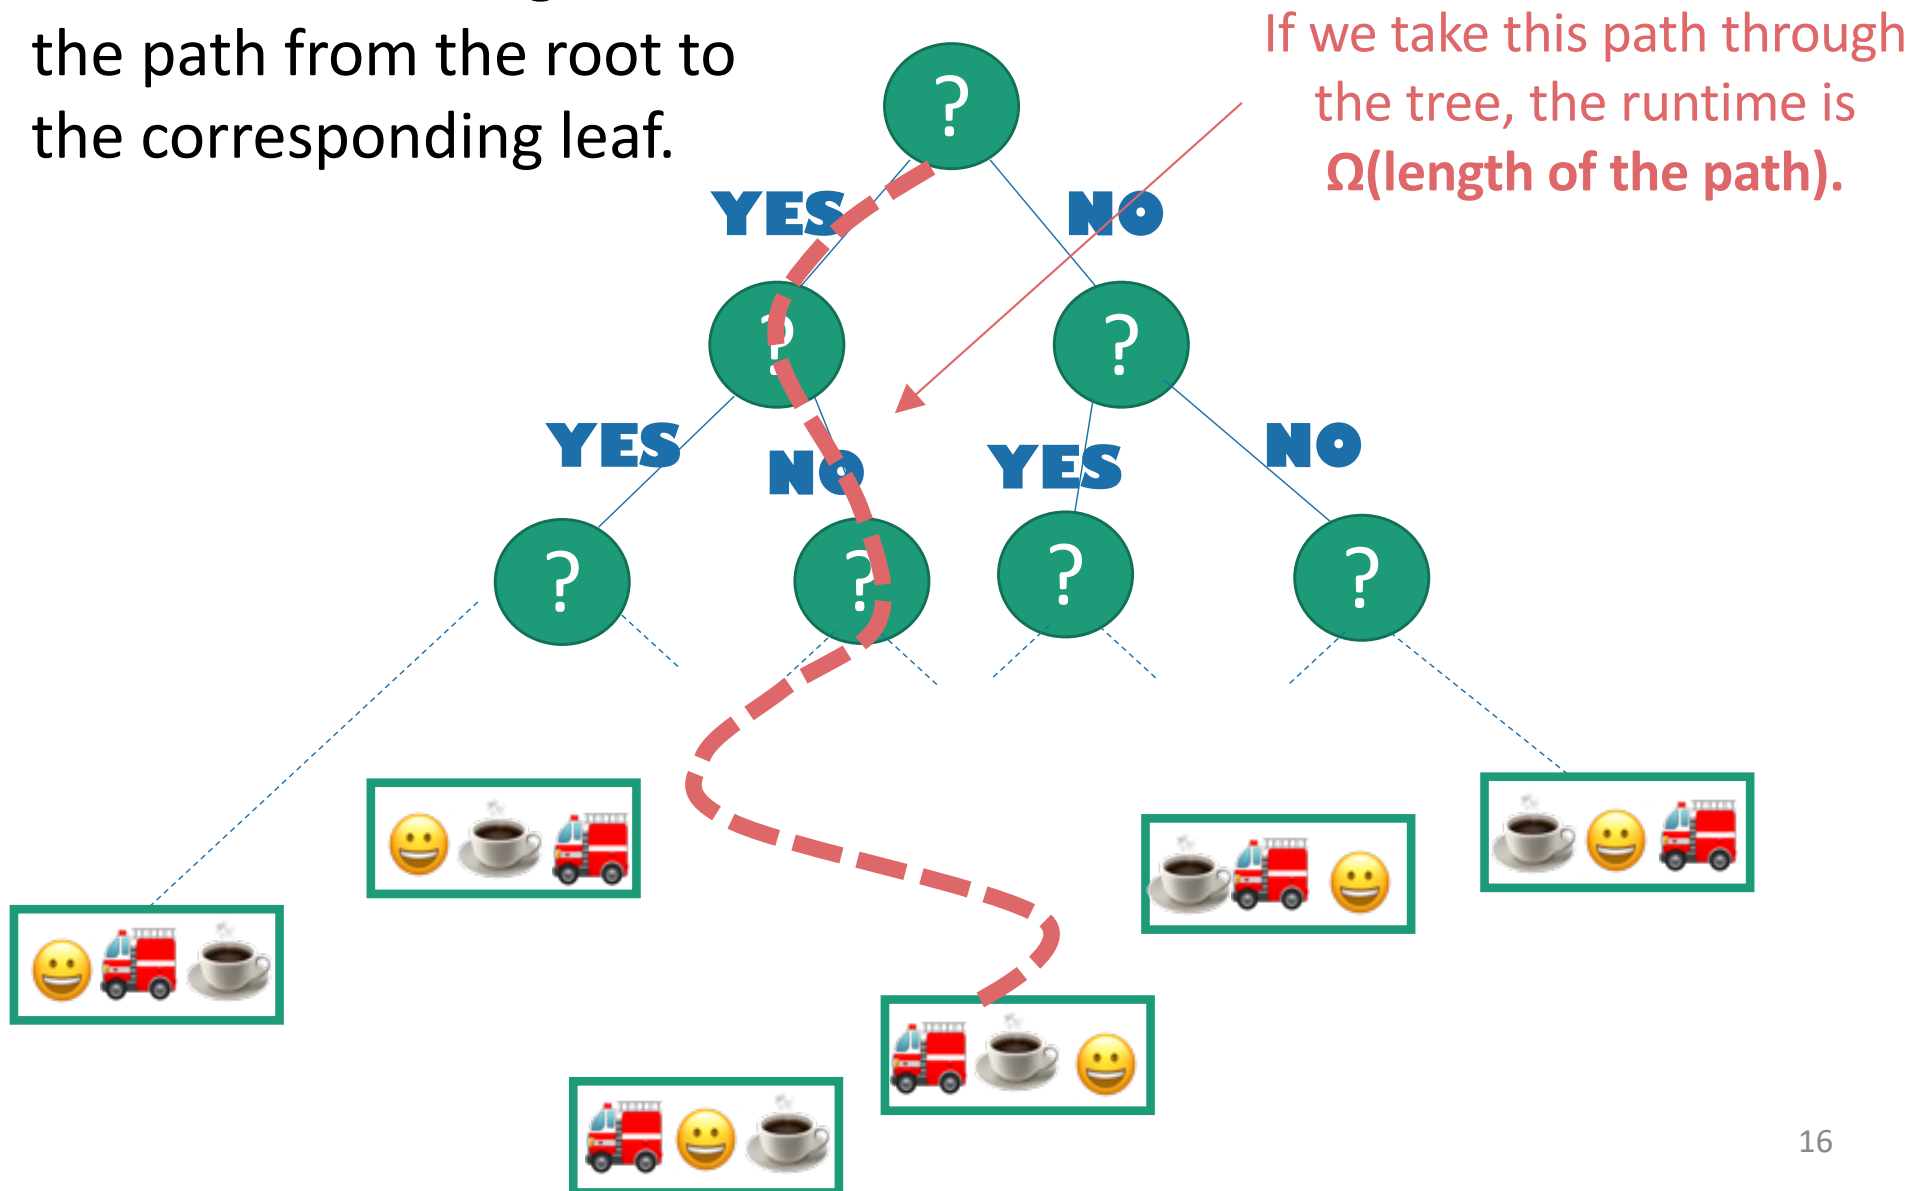 the path from the root to
the corresponding leaf.
If we take this path through
the tree, the runtime is
Ω(length of the path).
?
YES
NO
?
?
YES
NO
YES
NO
?
?
?
?
16